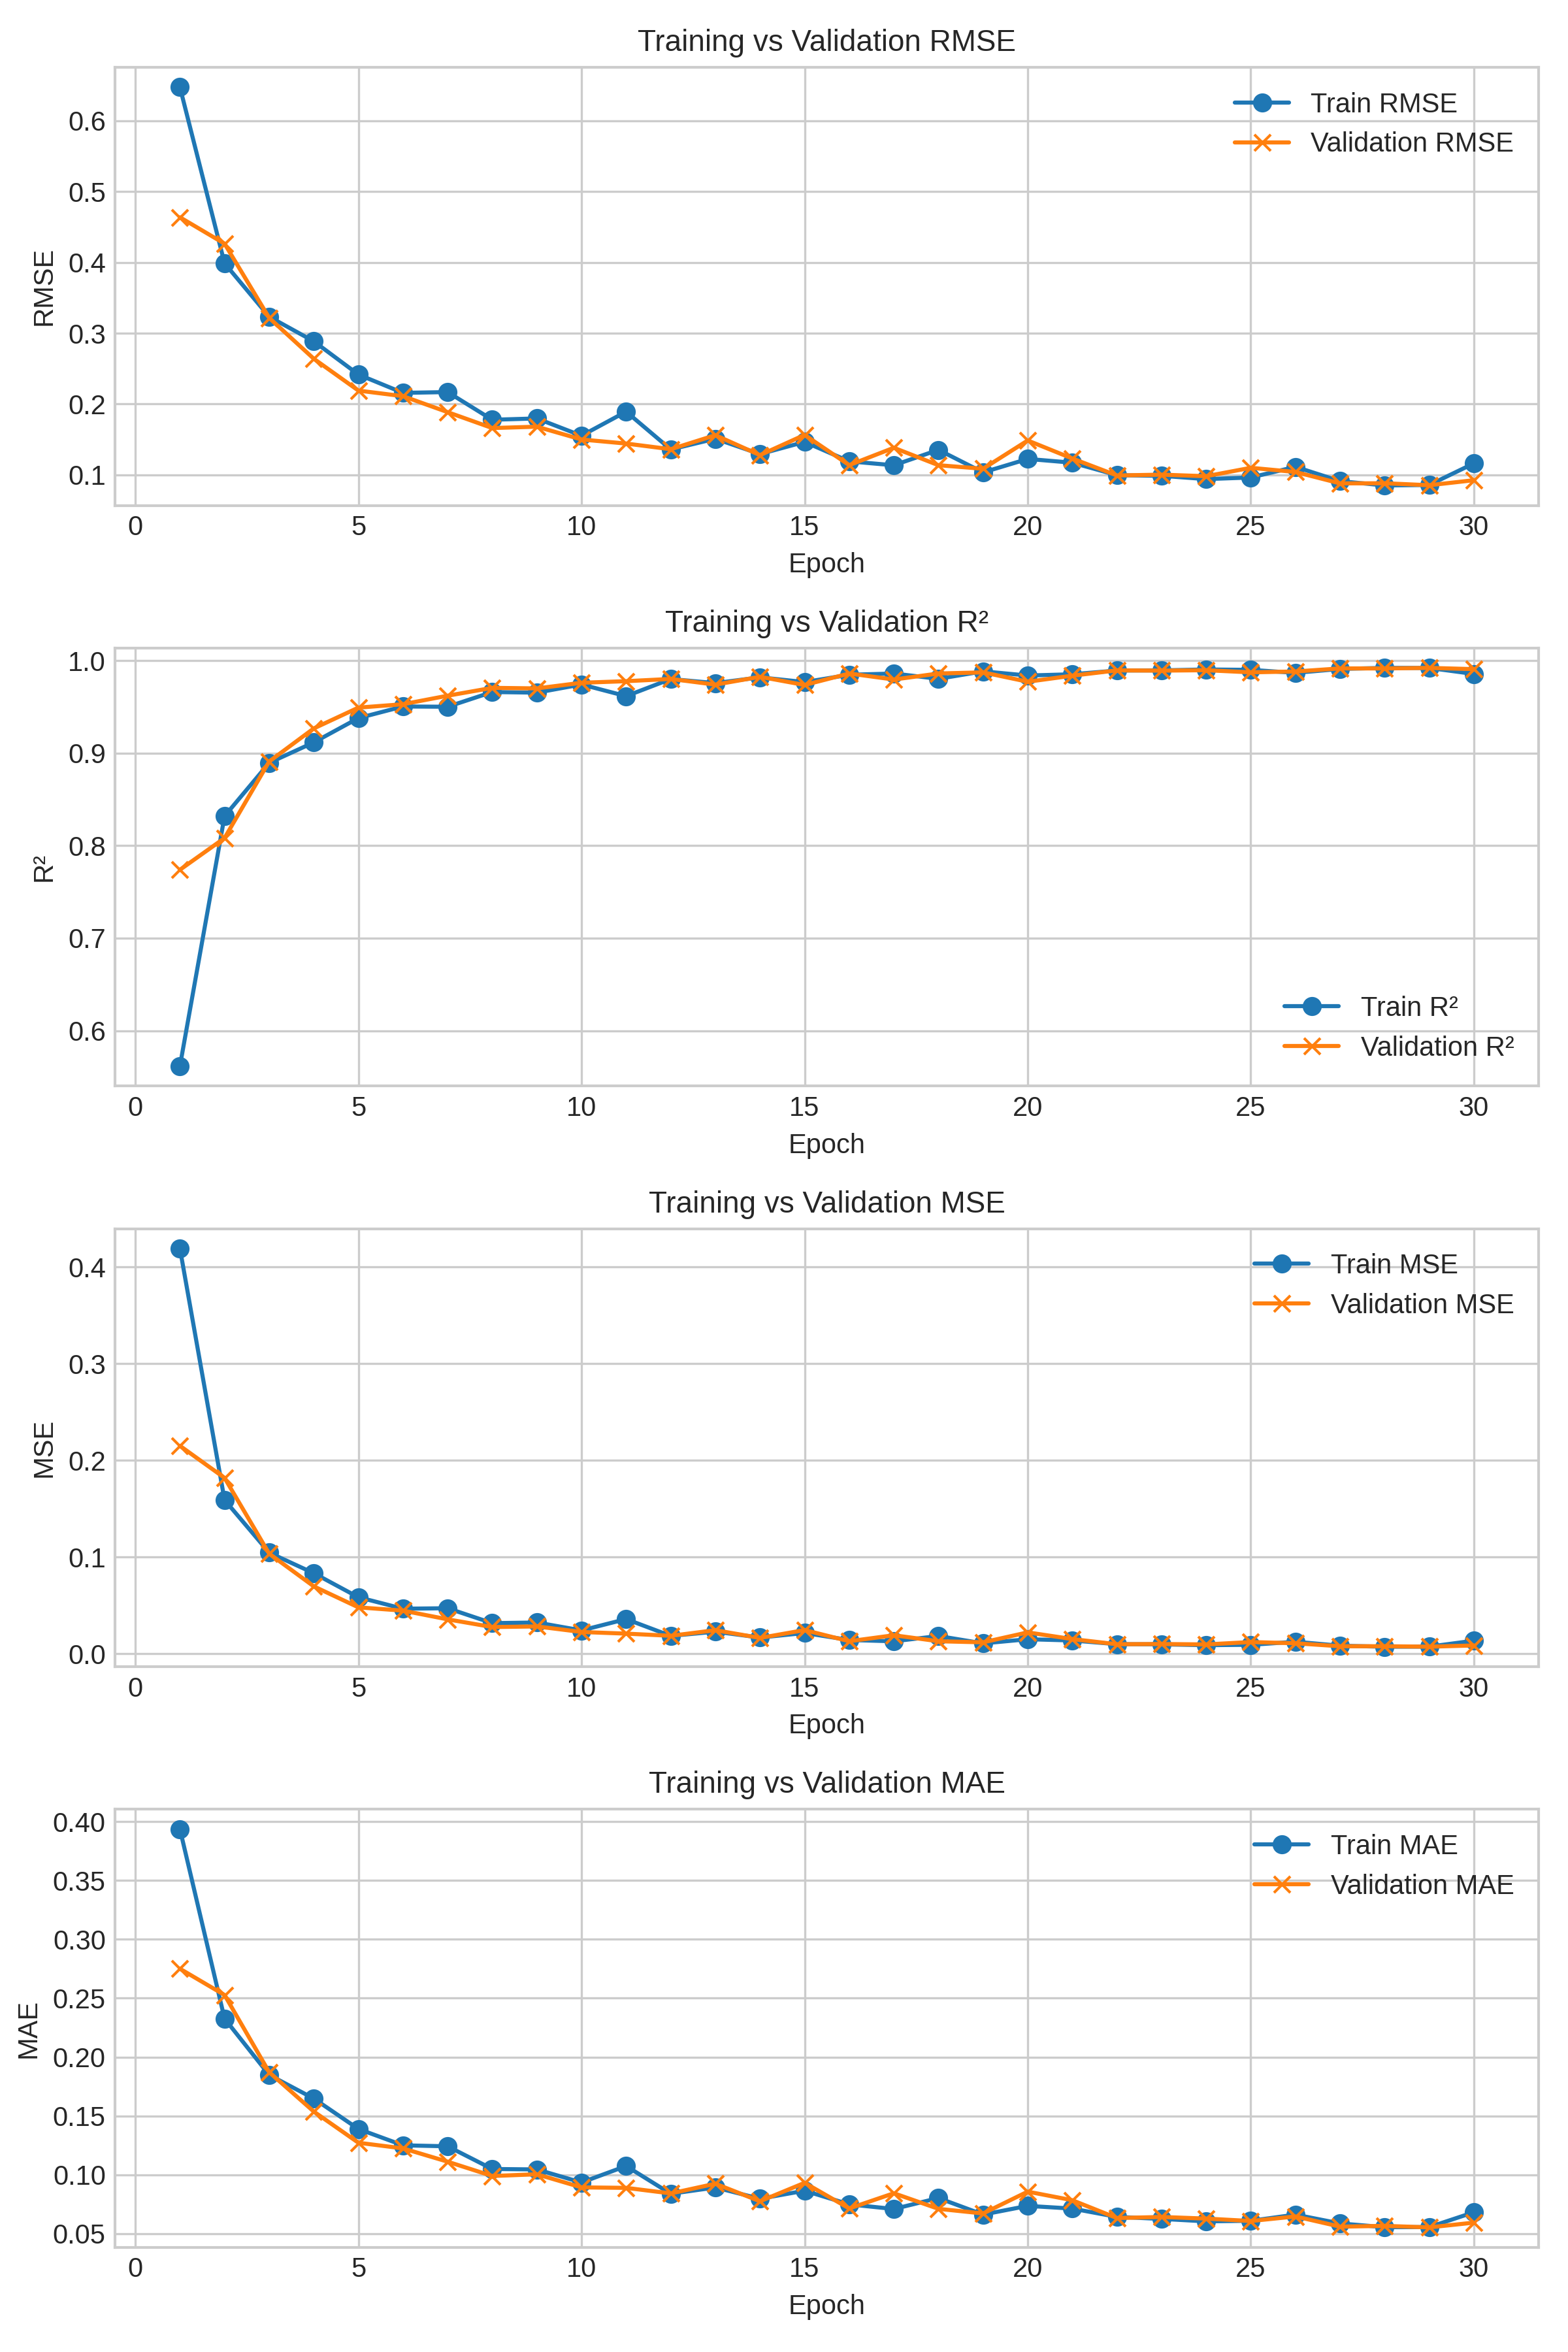 Training vs Validation RMSE
RMSE
0.6
0.5
0.4
0.3
0.2
0.1
Train RMSE
Validation RMSE
0 5 10 15 20 25 30
Epoch
Training vs Validation R²
R²
1.0
0.9
0.8
0.7
0.6
Train R²
Validation R²
0 5 10 15 20 25 30
Epoch
Training vs Validation MSE
MSE
0.4
0.3
0.2
0.1
0.0
Train MSE
Validation MSE
0 5 10 15 20 25 30
Epoch
Training vs Validation MAE
MAE
0.40
0.35
0.30
0.25
0.20
0.15
0.10
0.05
Train MAE
Validation MAE
0 5 10 15 20 25 30
Epoch